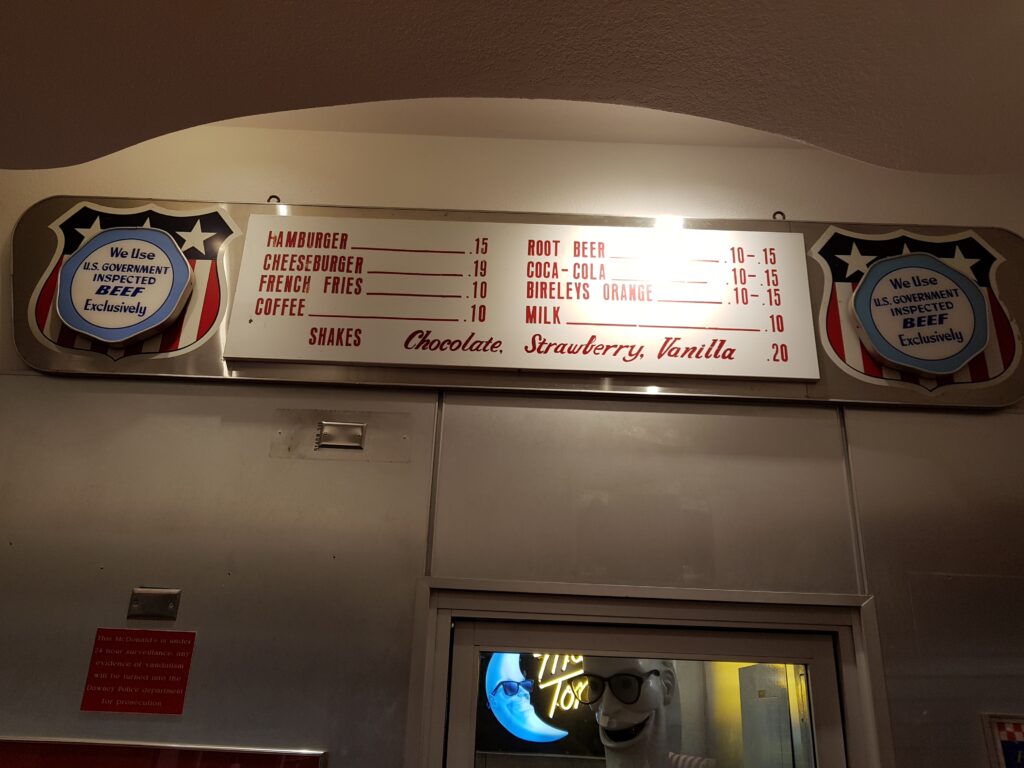 We Use
U.S. GOVERNMENT
INSPECTED
BEEF
Exclusively
HAMBURGER .15
CHEESEBURGER .19
FRENCH FRIES .10
COFFEE .10
ROOT BEER .10-.15
COCA-COLA .10-.15
BIRELEYS ORANGE .10-.15
MILK .10
SHAKES Chocolate, Strawberry, Vanilla .20
We Use
U.S. GOVERNMENT
INSPECTED
BEEF
Exclusively
This McDonald's is under
24 hour surveillance; any
evidence of vandalism
will be turned into the
Downey Police department
for prosecution